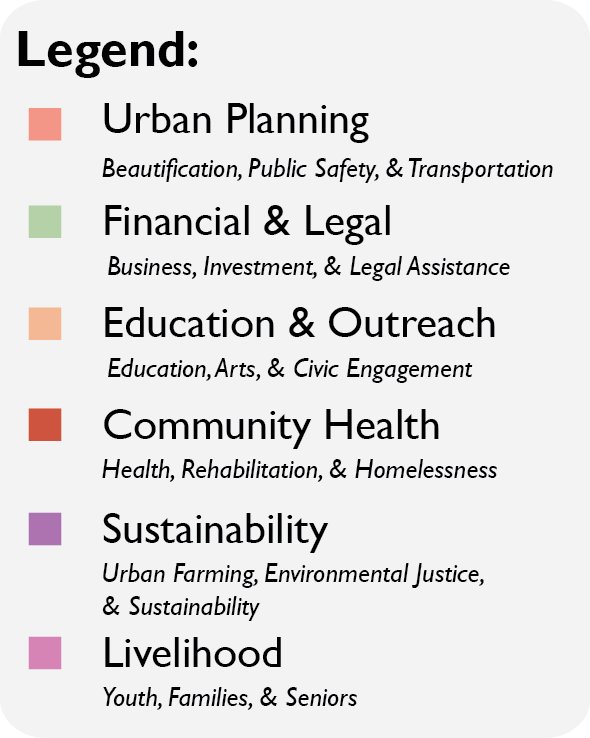 Legend:
Urban Planning
Beautification, Public Safety, & Transportation
Financial & Legal
Business, Investment, & Legal Assistance
Education & Outreach
Education, Arts, & Civic Engagement
Community Health
Health, Rehabilitation, & Homelessness
Sustainability
Urban Farming, Environmental Justice,
& Sustainability
Livelihood
Youth, Families, & Seniors